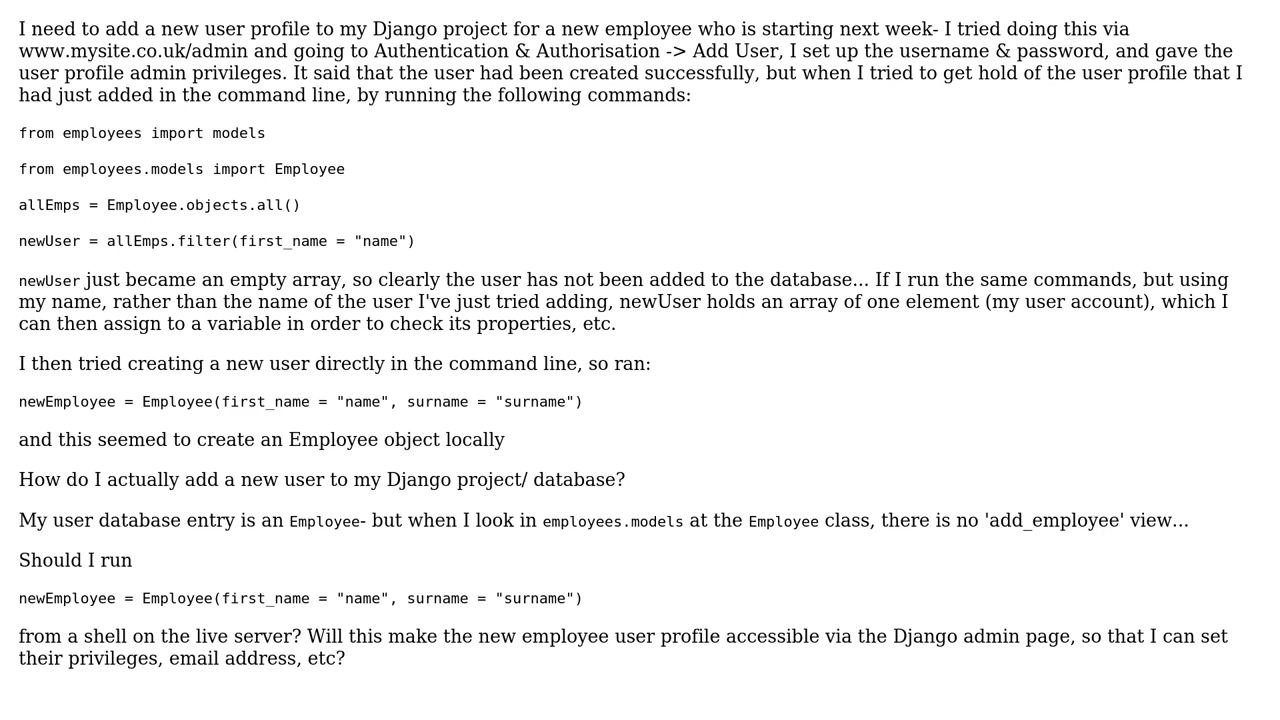 I need to add a new user profile to my Django project for a new employee who is starting next week- I tried doing this via
www.mysite.co.uk/admin and going to Authentication & Authorisation -> Add User, I set up the username & password, and gave the
user profile admin privileges. It said that the user had been created successfully, but when I tried to get hold of the user profile that I
had just added in the command line, by running the following commands:
from employees import models
from employees.models import Employee
allEmps = Employee.objects.all()
newUser = allEmps.filter(first_name = "name")
newUser just became an empty array, so clearly the user has not been added to the database... If I run the same commands, but using
my name, rather than the name of the user I've just tried adding, newUser holds an array of one element (my user account), which I
can then assign to a variable in order to check its properties, etc.
I then tried creating a new user directly in the command line, so ran:
newEmployee = Employee(first_name = "name", surname = "surname")
and this seemed to create an Employee object locally
How do I actually add a new user to my Django project/ database?
My user database entry is an Employee- but when I look in employees.models at the Employee class, there is no 'add_employee' view...
Should I run
newEmployee = Employee(first_name = "name", surname = "surname")
from a shell on the live server? Will this make the new employee user profile accessible via the Django admin page, so that I can set
their privileges, email address, etc?